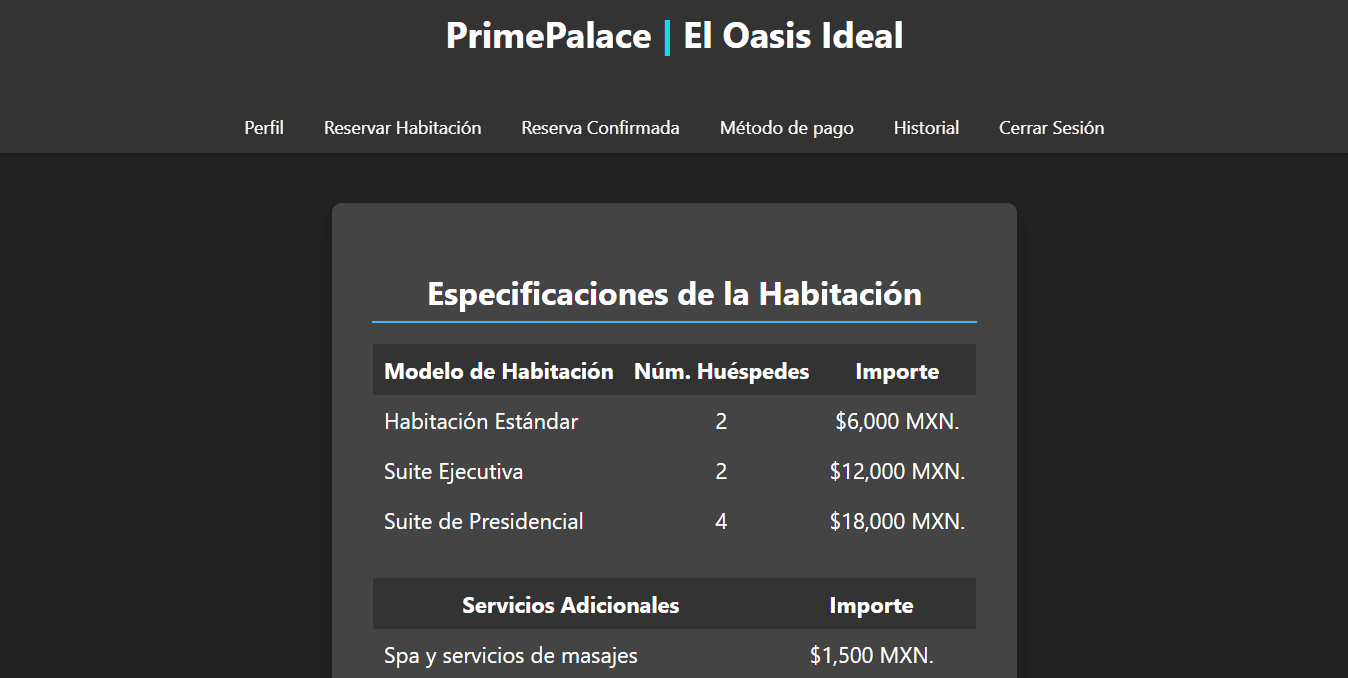 PrimePalace | El Oasis Ideal
Perfil Reservar Habitación Reserva Confirmada Método de pago Historial Cerrar Sesión
Especificaciones de la Habitación
Modelo de Habitación Núm. Huéspedes Importe
Habitación Estándar 2 $6,000 MXN.
Suite Ejecutiva 2 $12,000 MXN.
Suite de Presidencial 4 $18,000 MXN.
Servicios Adicionales Importe
Spa y servicios de masajes $1,500 MXN.